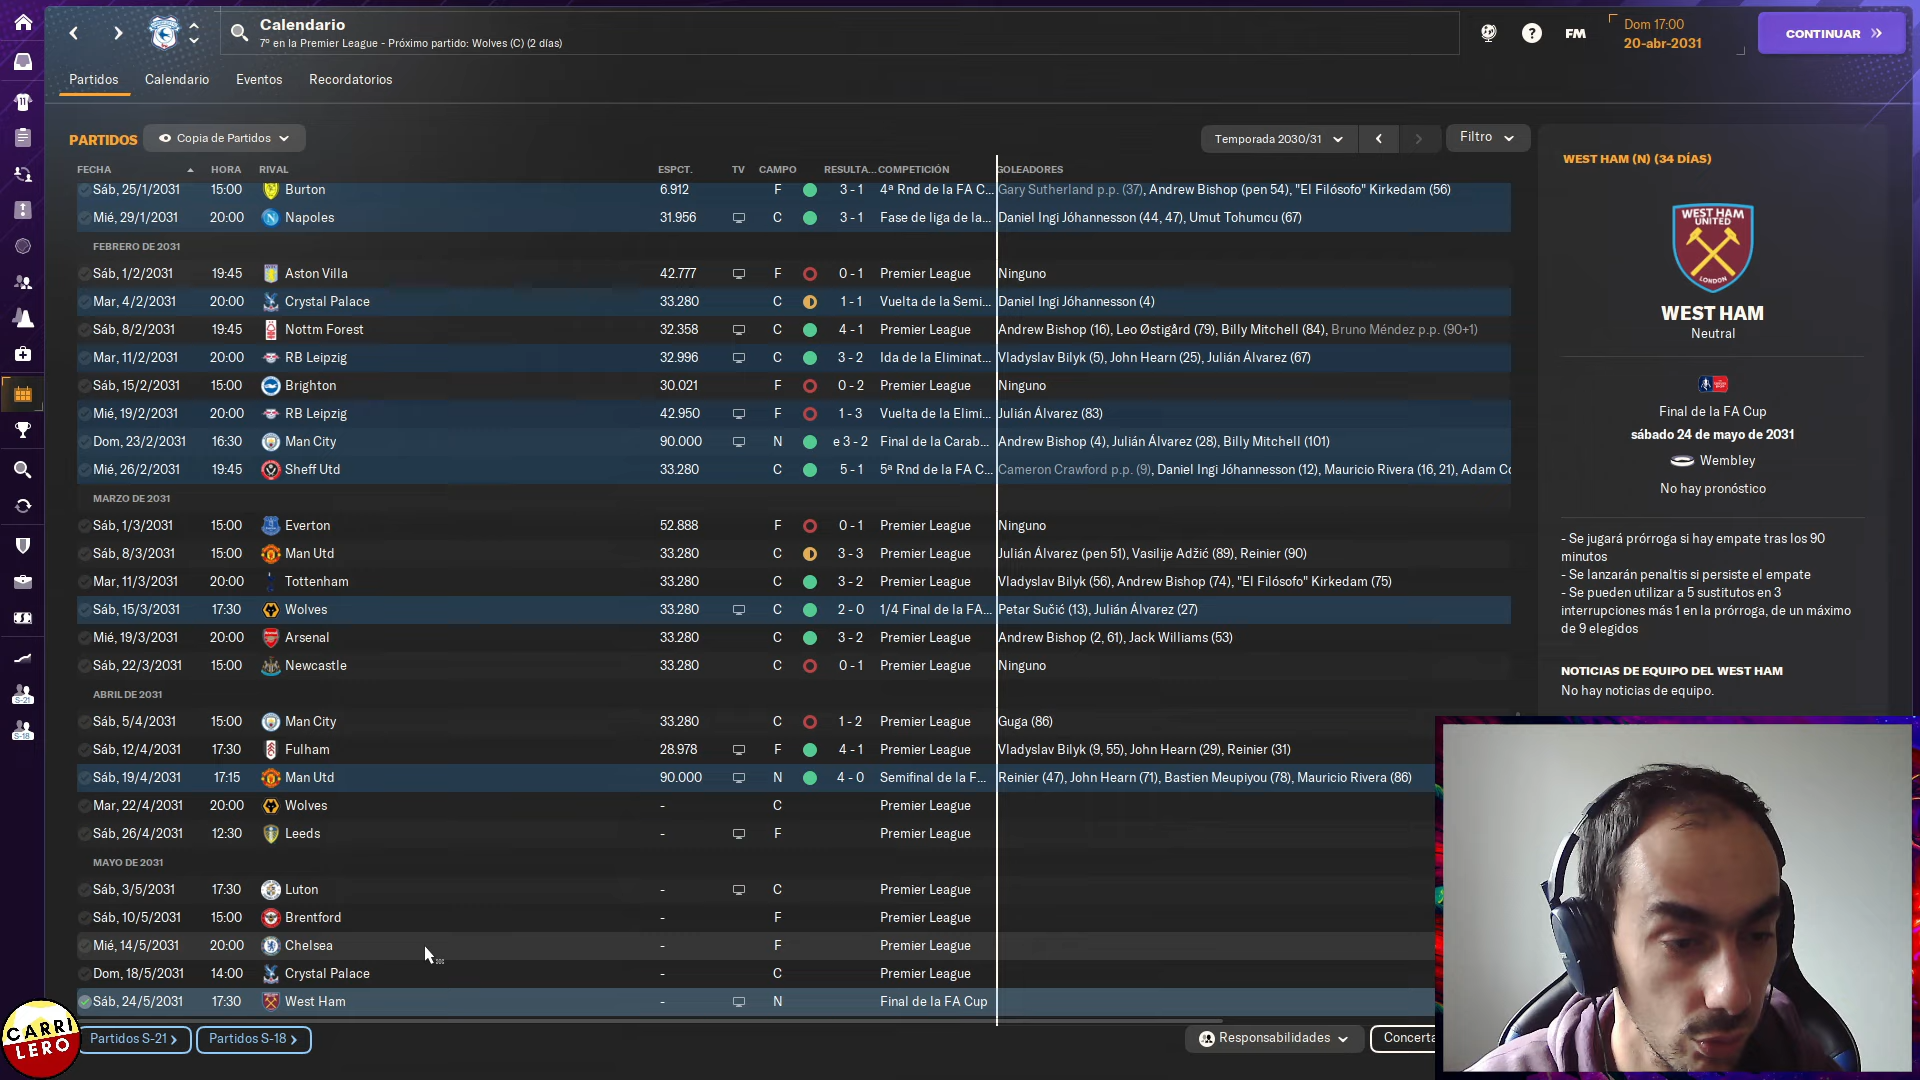 Calendario
7º en la Premier League - Próximo partido: Wolves (C) (2 días)
FM
Dom 17:00
20-abr-2031
CONTINUAR
Partidos Calendario Eventos Recordatorios
PARTIDOS Copia de Partidos Temporada 2030/31 Filtro
FECHA HORA RIVAL ESPCT. TV CAMPO RESULTA... COMPETICIÓN GOLEADORES
Sáb, 25/1/2031 15:00 Burton 6.912 F 3 - 1 4ª Rnd de la FA C... Gary Sutherland p.p. (37), Andrew Bishop (pen 54), "El Filósofo" Kirkedam (56)
Mié, 29/1/2031 20:00 Napoles 31.956 C 3 - 1 Fase de liga de la... Daniel Ingi Jóhannesson (44, 47), Umut Tohumcu (67)
FEBRERO DE 2031
Sáb, 1/2/2031 19:45 Aston Villa 42.777 F 0 - 1 Premier League Ninguno
Mar, 4/2/2031 20:00 Crystal Palace 33.280 C 1 - 1 Vuelta de la Semi... Daniel Ingi Jóhannesson (4)
Sáb, 8/2/2031 19:45 Nottm Forest 32.358 C 4 - 1 Premier League Andrew Bishop (16), Leo Østigård (79), Billy Mitchell (84), Bruno Méndez p.p. (90+1)
Mar, 11/2/2031 20:00 RB Leipzig 32.996 C 3 - 2 Ida de la Eliminat... Vladyslav Bilyk (5), John Hearn (25), Julián Álvarez (67)
Sáb, 15/2/2031 15:00 Brighton 30.021 F 0 - 2 Premier League Ninguno
Mié, 19/2/2031 20:00 RB Leipzig 42.950 F 1 - 3 Vuelta de la Elimi... Julián Álvarez (83)
Dom, 23/2/2031 16:30 Man City 90.000 N e 3 - 2 Final de la Carab... Andrew Bishop (4), Julián Álvarez (28), Billy Mitchell (101)
Mié, 26/2/2031 19:45 Sheff Utd 33.280 C 5 - 1 5ª Rnd de la FA C... Cameron Crawford p.p. (9), Daniel Ingi Jóhannesson (12), Mauricio Rivera (16, 21), Adam Co
MARZO DE 2031
Sáb, 1/3/2031 15:00 Everton 52.888 F 0 - 1 Premier League Ninguno
Sáb, 8/3/2031 15:00 Man Utd 33.280 C 3 - 3 Premier League Julián Álvarez (pen 51), Vasilije Adžić (89), Reinier (90)
Mar, 11/3/2031 20:00 Tottenham 33.280 C 3 - 2 Premier League Vladyslav Bilyk (56), Andrew Bishop (74), "El Filósofo" Kirkedam (75)
Sáb, 15/3/2031 17:30 Wolves 33.280 C 2 - 0 1/4 Final de la FA... Petar Sučić (13), Julián Álvarez (27)
Mié, 19/3/2031 20:00 Arsenal 33.280 C 3 - 2 Premier League Andrew Bishop (2, 61), Jack Williams (53)
Sáb, 22/3/2031 15:00 Newcastle 33.280 C 0 - 1 Premier League Ninguno
ABRIL DE 2031
Sáb, 5/4/2031 15:00 Man City 33.280 C 1 - 2 Premier League Guga (86)
Sáb, 12/4/2031 17:30 Fulham 28.978 F 4 - 1 Premier League Vladyslav Bilyk (9, 55), John Hearn (29), Reinier (31)
Sáb, 19/4/2031 17:15 Man Utd 90.000 N 4 - 0 Semifinal de la F... Reinier (47), John Hearn (71), Bastien Meupiyou (78), Mauricio Rivera (86)
Mar, 22/4/2031 20:00 Wolves - C Premier League
Sáb, 26/4/2031 12:30 Leeds - F Premier League
MAYO DE 2031
Sáb, 3/5/2031 17:30 Luton - C Premier League
Sáb, 10/5/2031 15:00 Brentford - F Premier League
Mié, 14/5/2031 20:00 Chelsea - F Premier League
Dom, 18/5/2031 14:00 Crystal Palace - C Premier League
Sáb, 24/5/2031 17:30 West Ham - N Final de la FA Cup
Partidos S-21 Partidos S-18 Responsabilidades Concerta
WEST HAM (N) (34 DÍAS)
WEST HAM
UNITED
LONDON
WEST HAM
Neutral
Final de la FA Cup
sábado 24 de mayo de 2031
Wembley
No hay pronóstico
- Se jugará prórroga si hay empate tras los 90
minutos
- Se lanzarán penaltis si persiste el empate
- Se pueden utilizar a 5 sustitutos en 3
interrupciones más 1 en la prórroga, de un máximo
de 9 elegidos
NOTICIAS DE EQUIPO DEL WEST HAM
No hay noticias de equipo.
S-21
S-18
CARRI
LERO